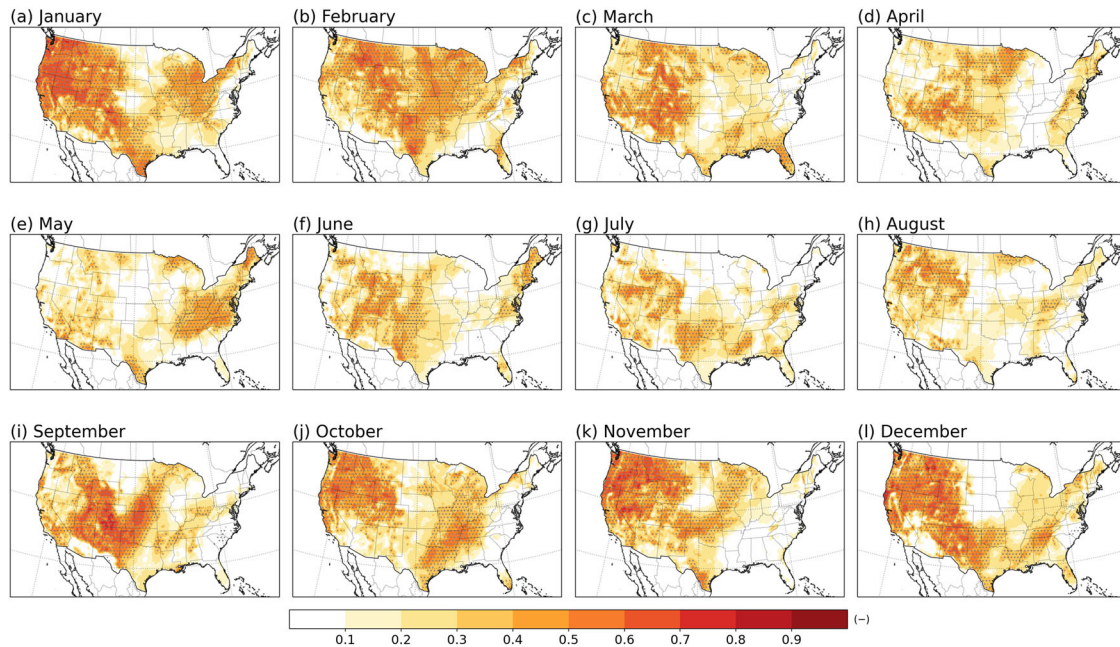 (a) January
(b) February
(c) March
(d) April
(e) May
(f) June
(g) July
(h) August
(i) September
(j) October
(k) November
(l) December
0.1 0.2 0.3 0.4 0.5 0.6 0.7 0.8 0.9 (−)